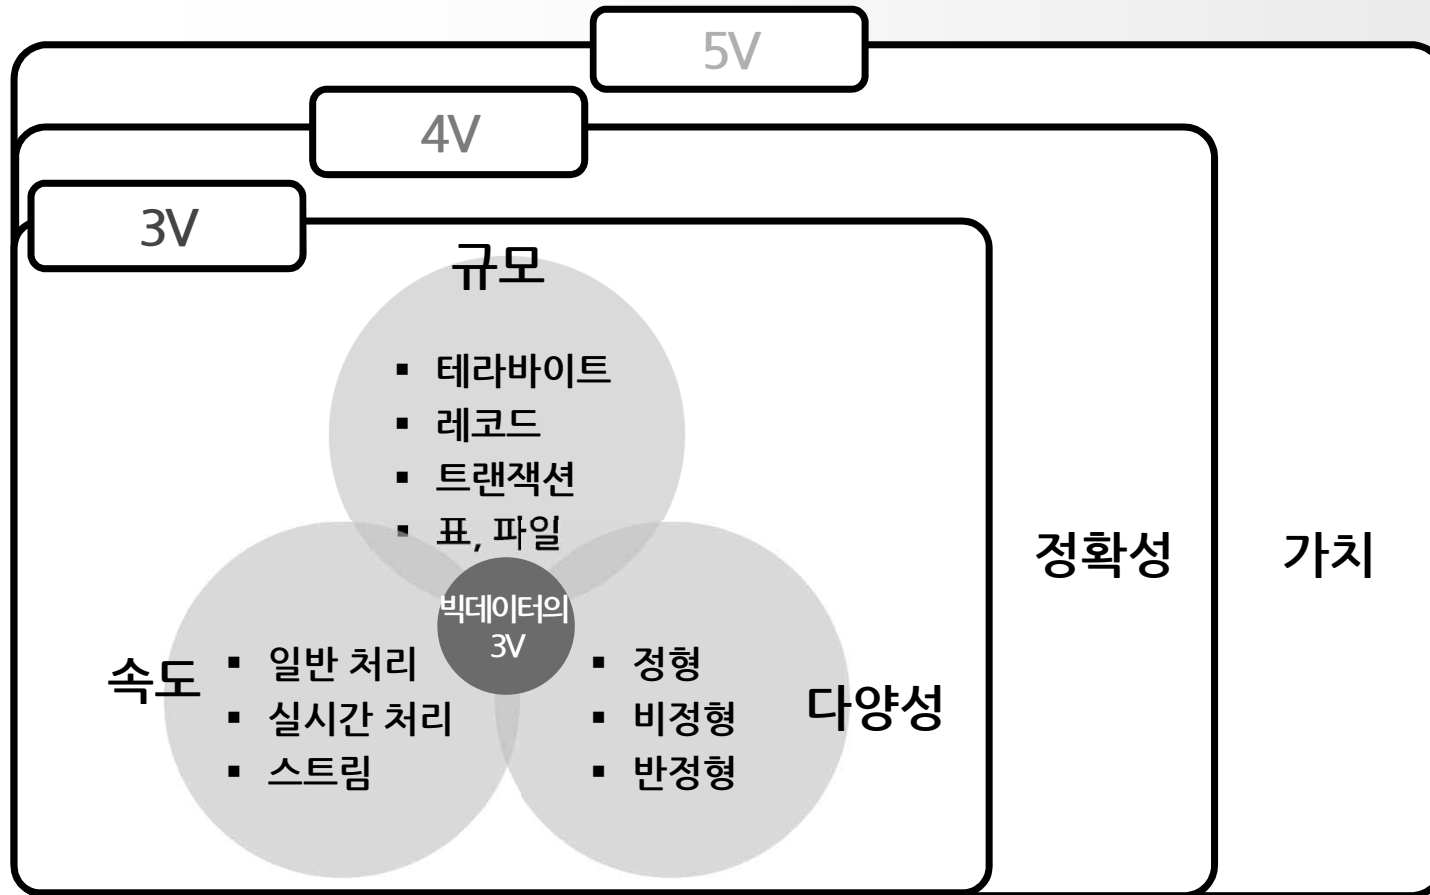 5V
4V
3V
규모
▪ 테라바이트
▪ 레코드
▪ 트랜잭션
▪ 표, 파일
빅데이터의
3V
속도
▪ 일반 처리
▪ 실시간 처리
▪ 스트림
▪ 정형
▪ 비정형
▪ 반정형
다양성
정확성
가치